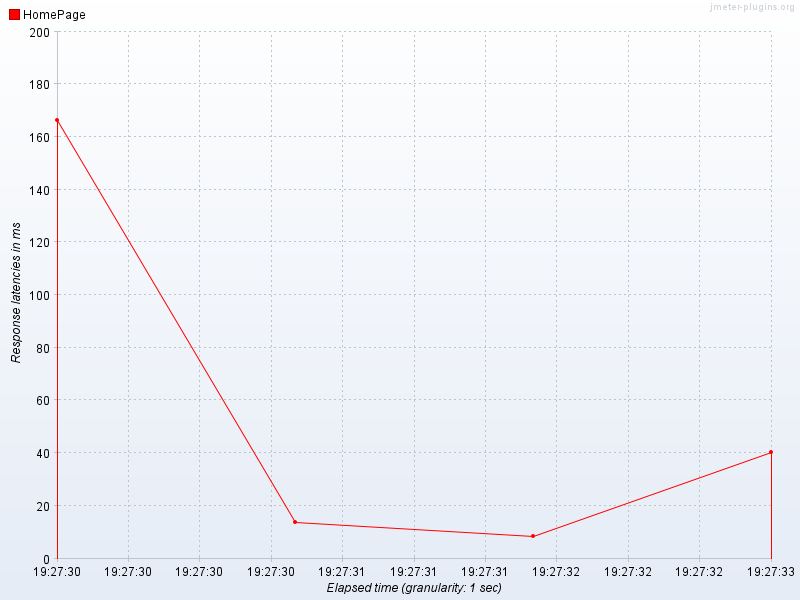 jmeter-plugins.org
HomePage
200
180
160
140
120
100
80
60
40
20
0
Response latencies in ms
19:27:30 19:27:30 19:27:30 19:27:30 19:27:31 19:27:31 19:27:31 19:27:32 19:27:32 19:27:32 19:27:33
Elapsed time (granularity: 1 sec)